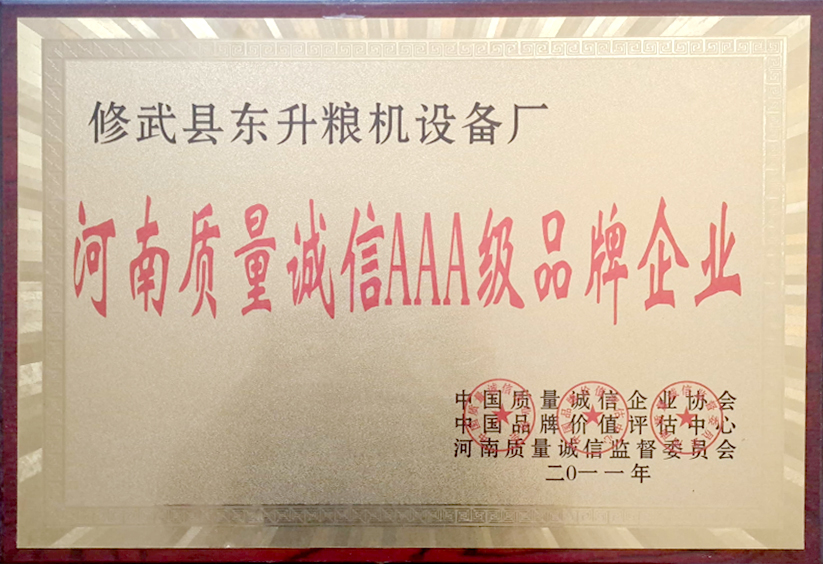 修武县东升粮机设备厂
河南质量诚信AAA级品牌企业
中国质量诚信企业协会
中国品牌价值评估中心
河南质量诚信监督委员会
二0一一年